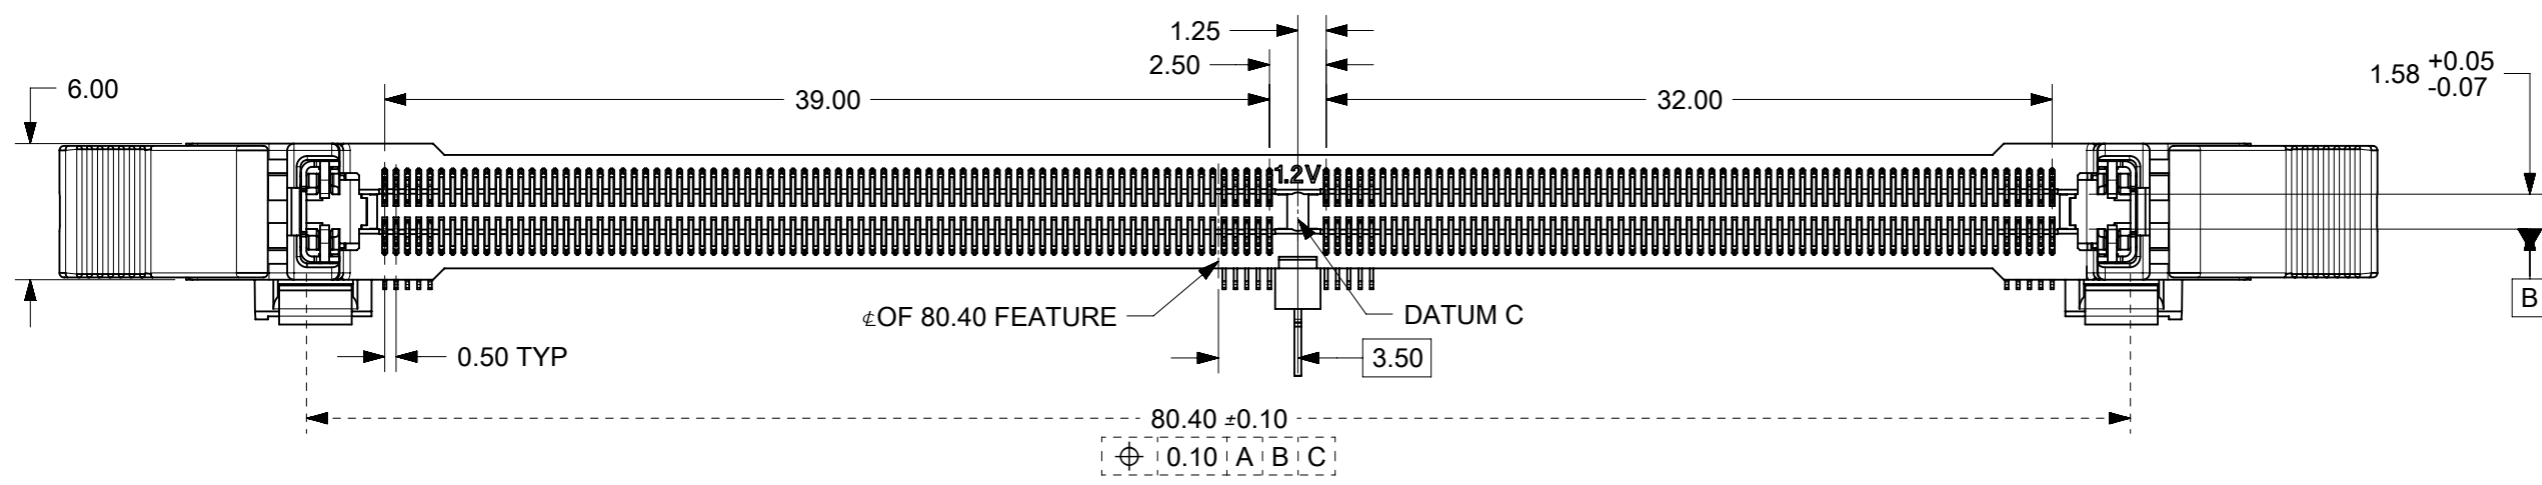 1.25
2.50
1.58 +0.05 -0.07
6.00
39.00
32.00
1.2V
B
℄OF 80.40 FEATURE
DATUM C
0.50 TYP
3.50
80.40 ±0.10
⌖ 0.10 A B C